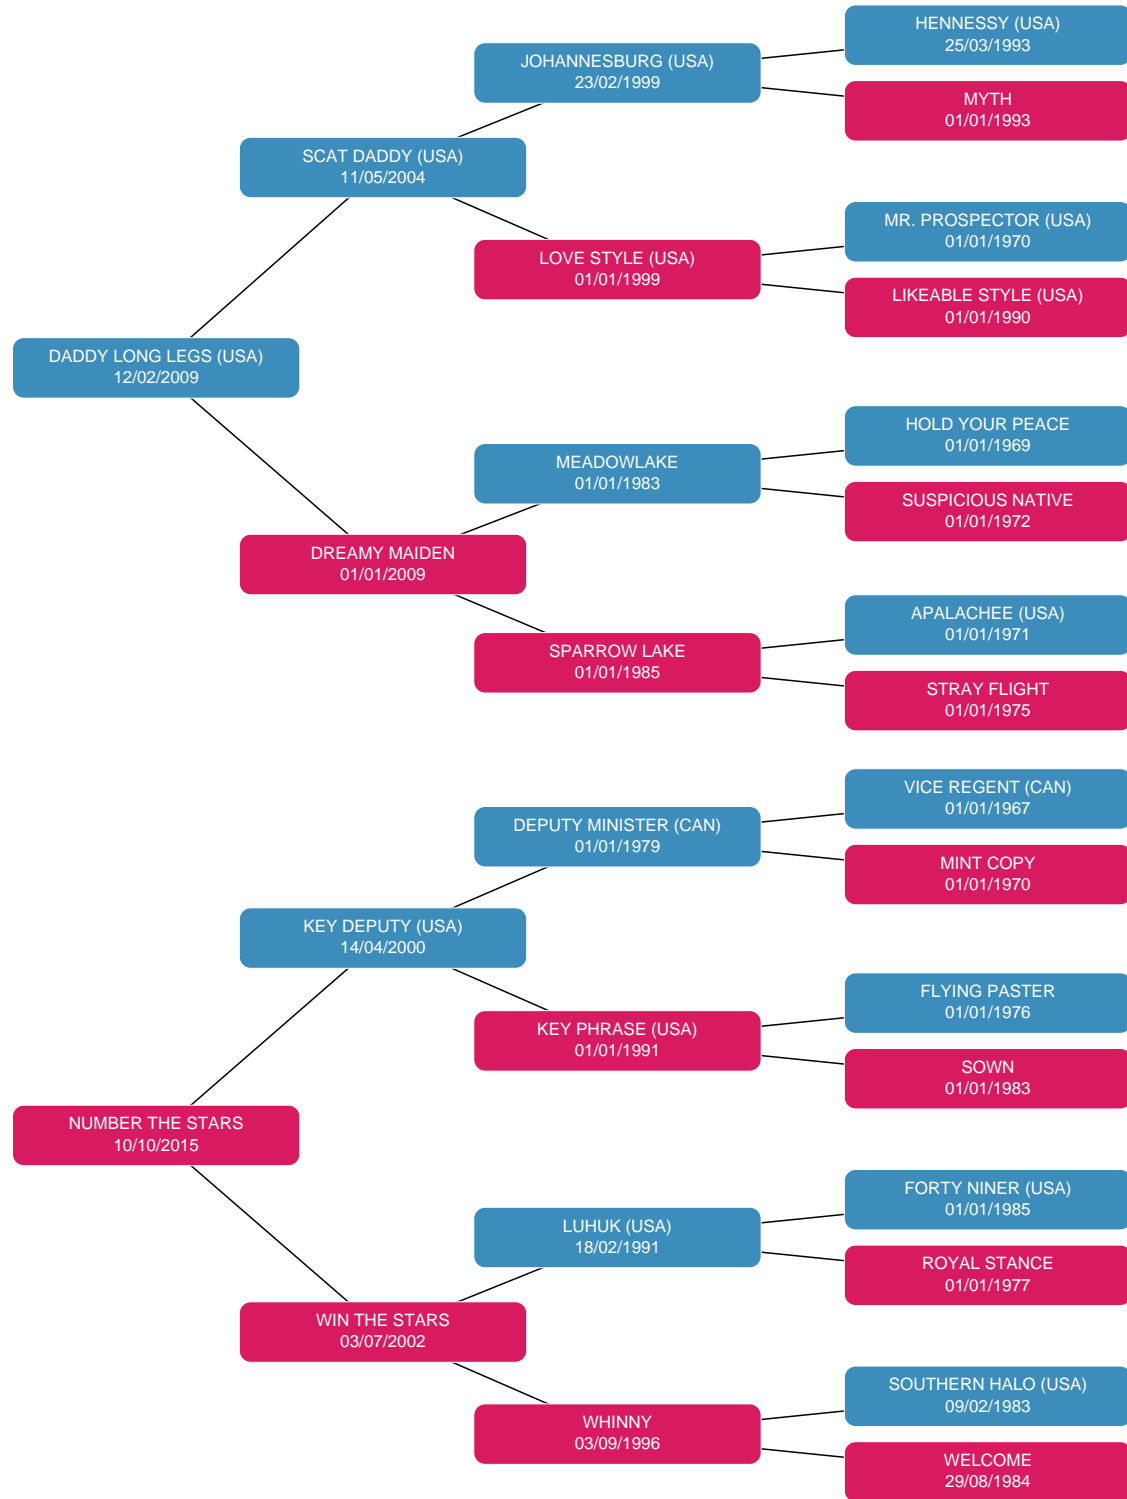 HENNESSY (USA)
25/03/1993
JOHANNESBURG (USA)
23/02/1999
MYTH
01/01/1993
SCAT DADDY (USA)
11/05/2004
MR. PROSPECTOR (USA)
01/01/1970
LOVE STYLE (USA)
01/01/1999
LIKEABLE STYLE (USA)
01/01/1990
DADDY LONG LEGS (USA)
12/02/2009
HOLD YOUR PEACE
01/01/1969
MEADOWLAKE
01/01/1983
SUSPICIOUS NATIVE
01/01/1972
DREAMY MAIDEN
01/01/2009
APALACHEE (USA)
01/01/1971
SPARROW LAKE
01/01/1985
STRAY FLIGHT
01/01/1975
VICE REGENT (CAN)
01/01/1967
DEPUTY MINISTER (CAN)
01/01/1979
MINT COPY
01/01/1970
KEY DEPUTY (USA)
14/04/2000
FLYING PASTER
01/01/1976
KEY PHRASE (USA)
01/01/1991
SOWN
01/01/1983
NUMBER THE STARS
10/10/2015
FORTY NINER (USA)
01/01/1985
LUHUK (USA)
18/02/1991
ROYAL STANCE
01/01/1977
WIN THE STARS
03/07/2002
SOUTHERN HALO (USA)
09/02/1983
WHINNY
03/09/1996
WELCOME
29/08/1984